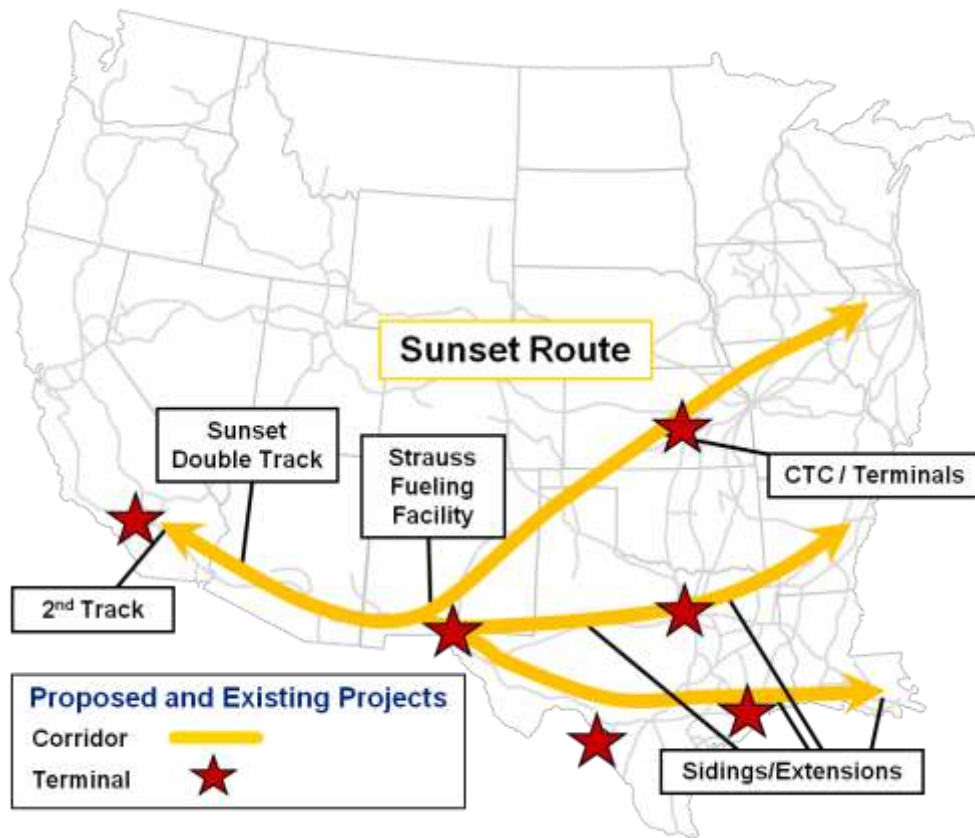 Sunset Route
Sunset
Double Track
Strauss
Fueling
Facility
CTC / Terminals
2nd Track
Proposed and Existing Projects
Corridor
Terminal
Sidings/Extensions